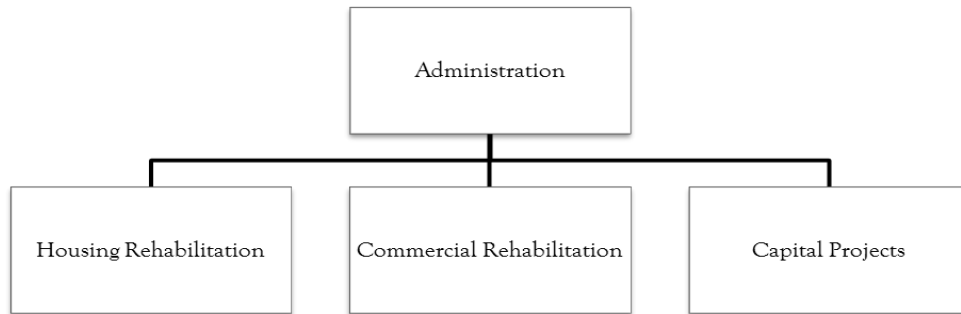 Administration
Housing Rehabilitation
Commercial Rehabilitation
Capital Projects